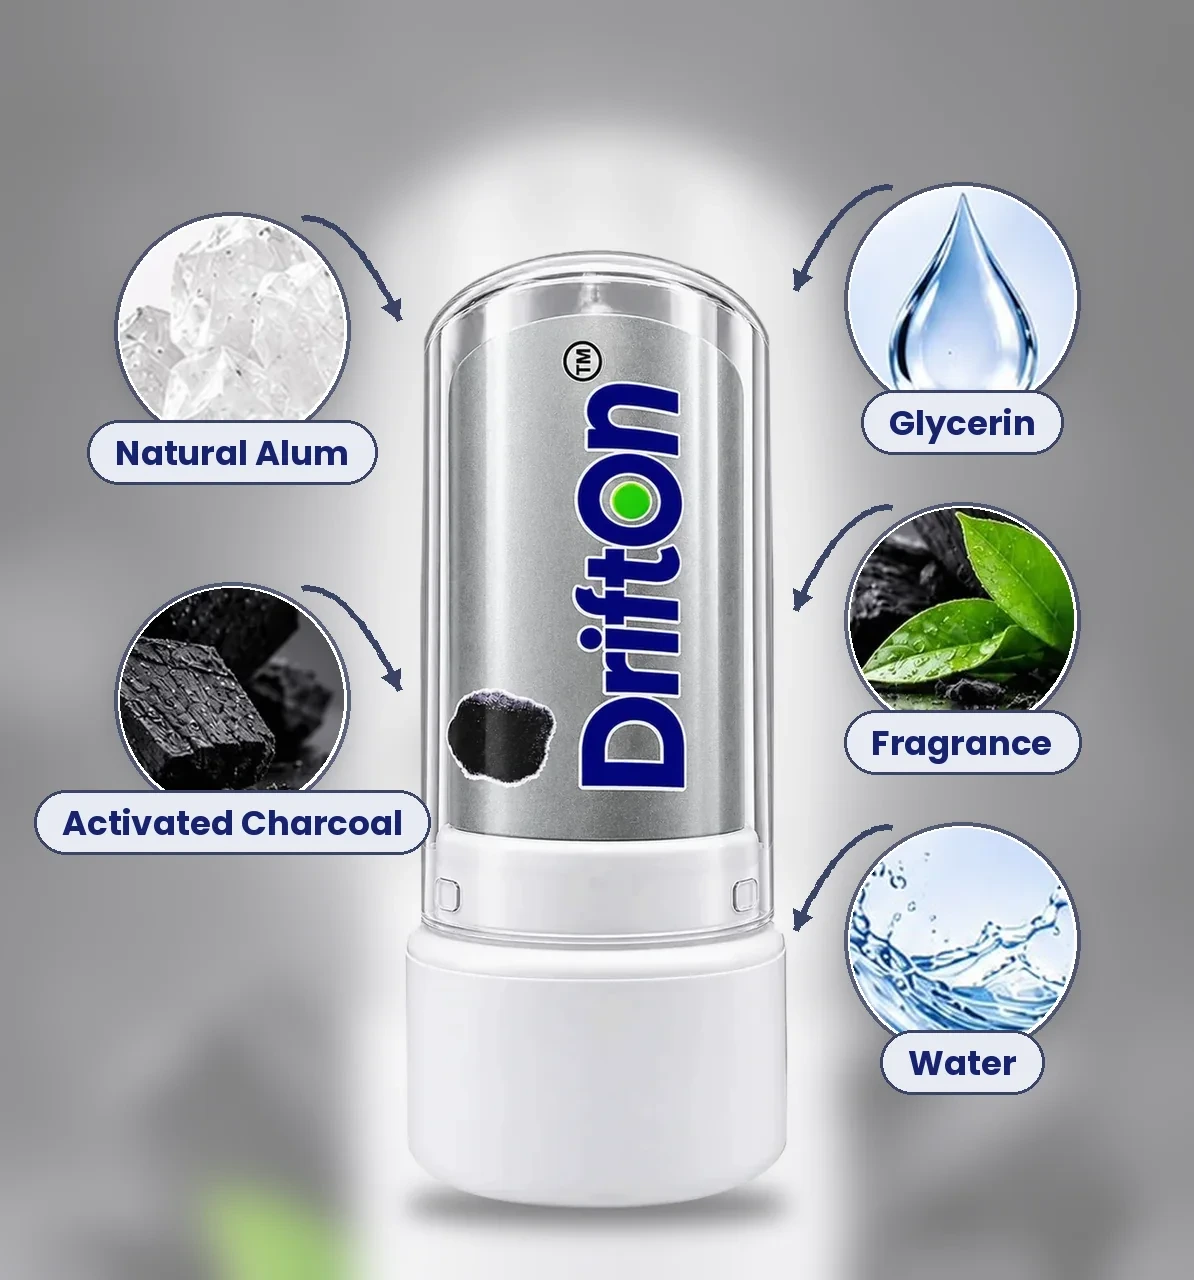 Natural Alum
Activated Charcoal
Drifton
TM
Glycerin
Fragrance
Water